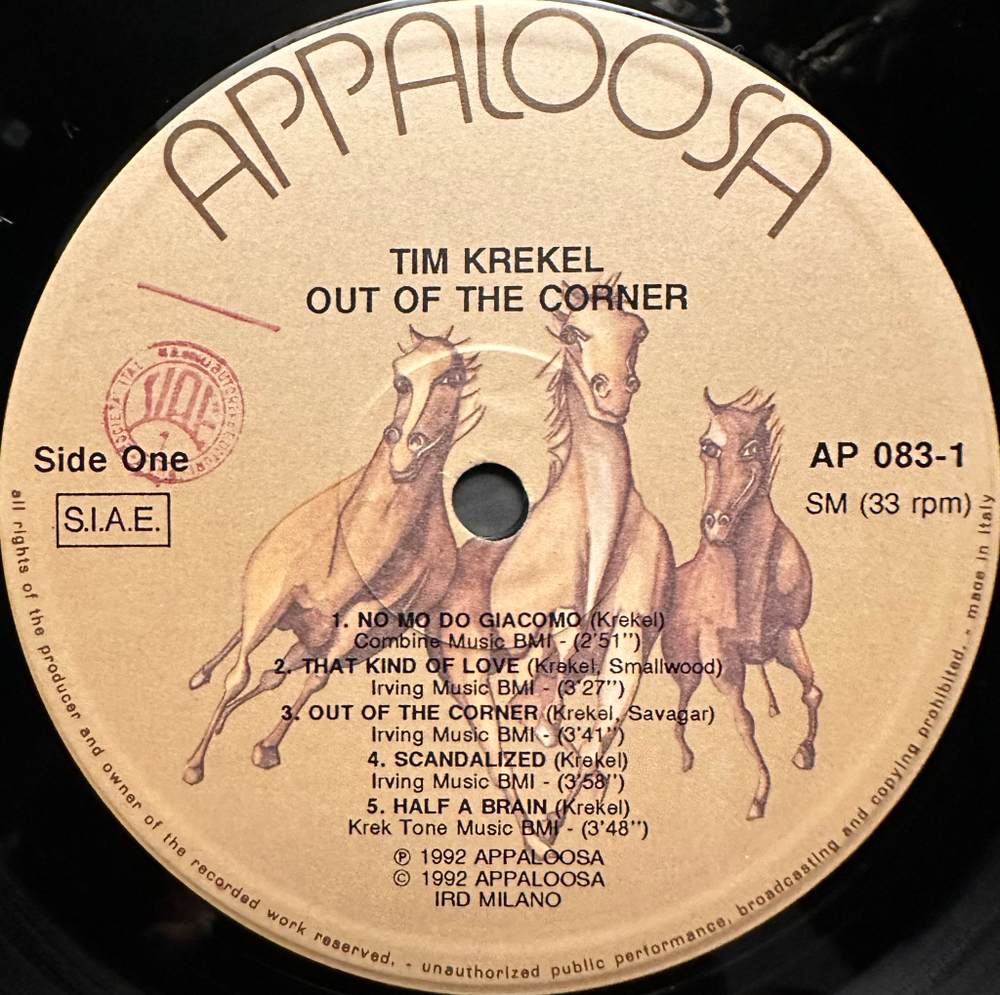 APPALOOSA
TIM KREKEL
OUT OF THE CORNER
Side One
S.I.A.E.
AP 083-1
SM (33 rpm)
1. NO MO DO GIACOMO (Krekel)
Combine Music BMI - (2'51'')
2. THAT KIND OF LOVE (Krekel, Smallwood)
Irving Music BMI - (3'27'')
3. OUT OF THE CORNER (Krekel, Savagar)
Irving Music BMI - (3'41'')
4. SCANDALIZED (Krekel)
Irving Music BMI - (3'58'')
5. HALF A BRAIN (Krekel)
Krek Tone Music BMI - (3'48'')
℗ 1992 APPALOOSA
© 1992 APPALOOSA
IRD MILANO
all rights of the producer and owner of the recorded work reserved. - unauthorized public performance, broadcasting and copying prohibited. - made in Italy